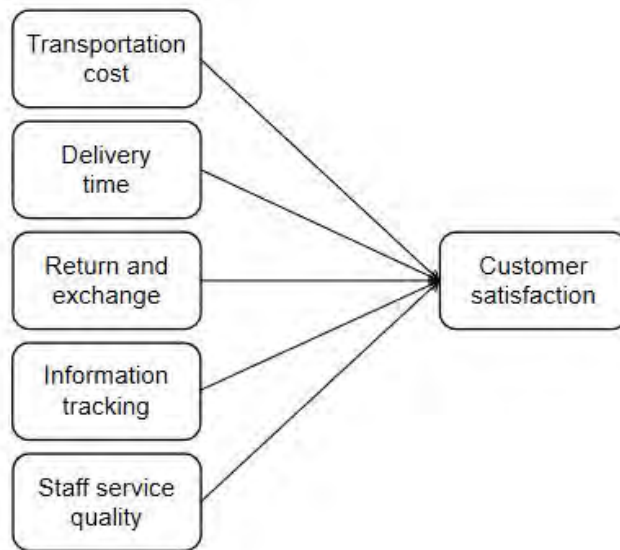 Transportation
cost
Delivery
time
Return and
exchange
Customer
satisfaction
Information
tracking
Staff service
quality